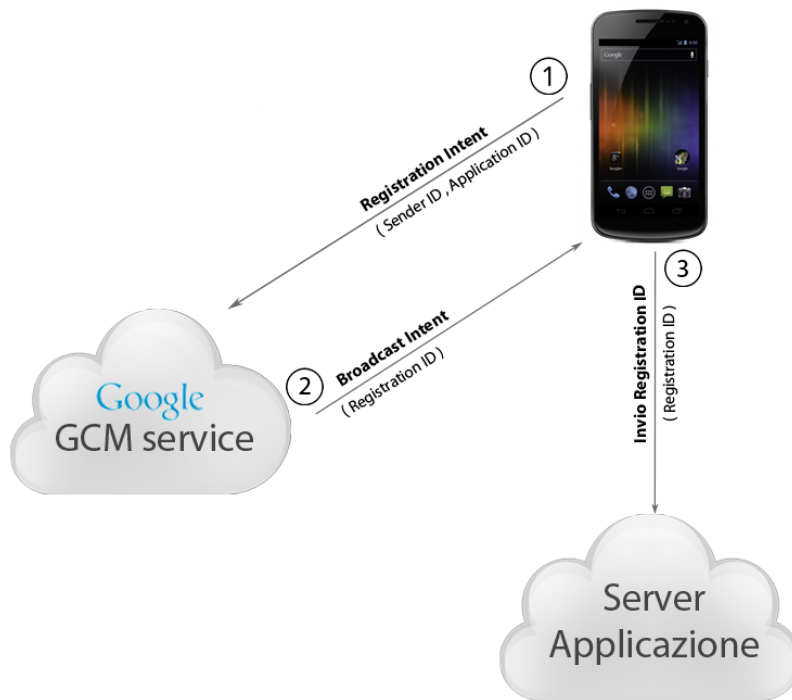 1
Registration Intent
( Sender ID , Application ID )
Google
2
Broadcast Intent
( Registration ID )
3
Invio Registration ID
( Registration ID )
Google
GCM service
Server
Applicazione